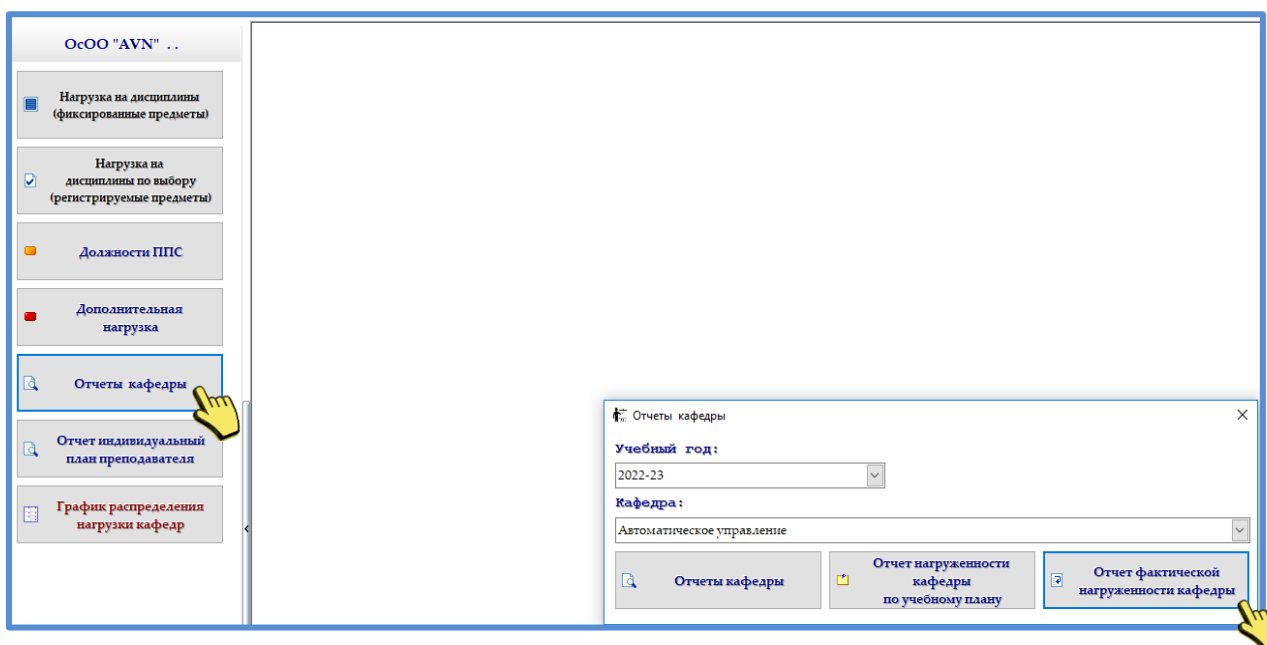 ОсОО "AVN" . .
Нагрузка на дисциплины
(фиксированные предметы)
Нагрузка на
дисциплины по выбору
(регистрируемые предметы)
Должности ППС
Дополнительная
нагрузка
Отчеты кафедры
Отчет индивидуальный
план преподавателя
График распределения
нагрузки кафедр
Отчеты кафедры
Учебный год:
2022-23
Кафедра:
Автоматическое управление
Отчеты кафедры
Отчет нагруженности
кафедры
по учебному плану
Отчет фактической
нагруженности кафедры